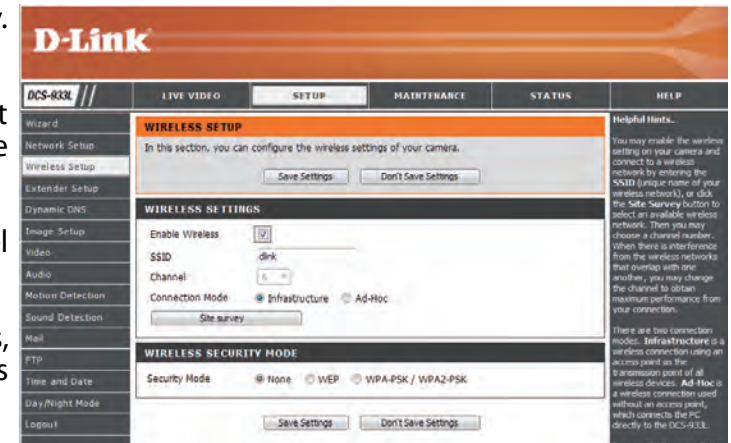 y.
t
e
l
s,
s
D-Link
DCS-933L
LIVE VIDEO
SETUP
MAINTENANCE
STATUS
HELP
Wizard
Network Setup
Wireless Setup
Extender Setup
Dynamic DNS
Image Setup
Video
Audio
Motion Detection
Sound Detection
Mail
FTP
Time and Date
Day/Night Mode
Logout
WIRELESS SETUP
In this section, you can configure the wireless settings of your camera.
Save Settings Don't Save Settings
WIRELESS SETTINGS
Enable Wireless
SSID dlink
Channel 6
Connection Mode Infrastructure Ad-Hoc
Site survey
WIRELESS SECURITY MODE
Security Mode None WEP WPA-PSK / WPA2-PSK
Save Settings Don't Save Settings
Helpful Hints..
You may enable the wireless
setting on your camera and
connect to a wireless
network by entering the
SSID (unique name of your
wireless network), or click
the Site Survey button to
select an available wireless
network. Then you may
choose a channel number.
When there is interference
from the wireless networks
that overlap with one
another, you may change
the channel to obtain
maximum performance from
your connection.
There are two connection
modes. Infrastructure is a
wireless connection using an
access point as the
transmission point of all
wireless devices. Ad-Hoc is
a wireless connection used
without an access point,
which connects the PC
directly to the DCS-933L.